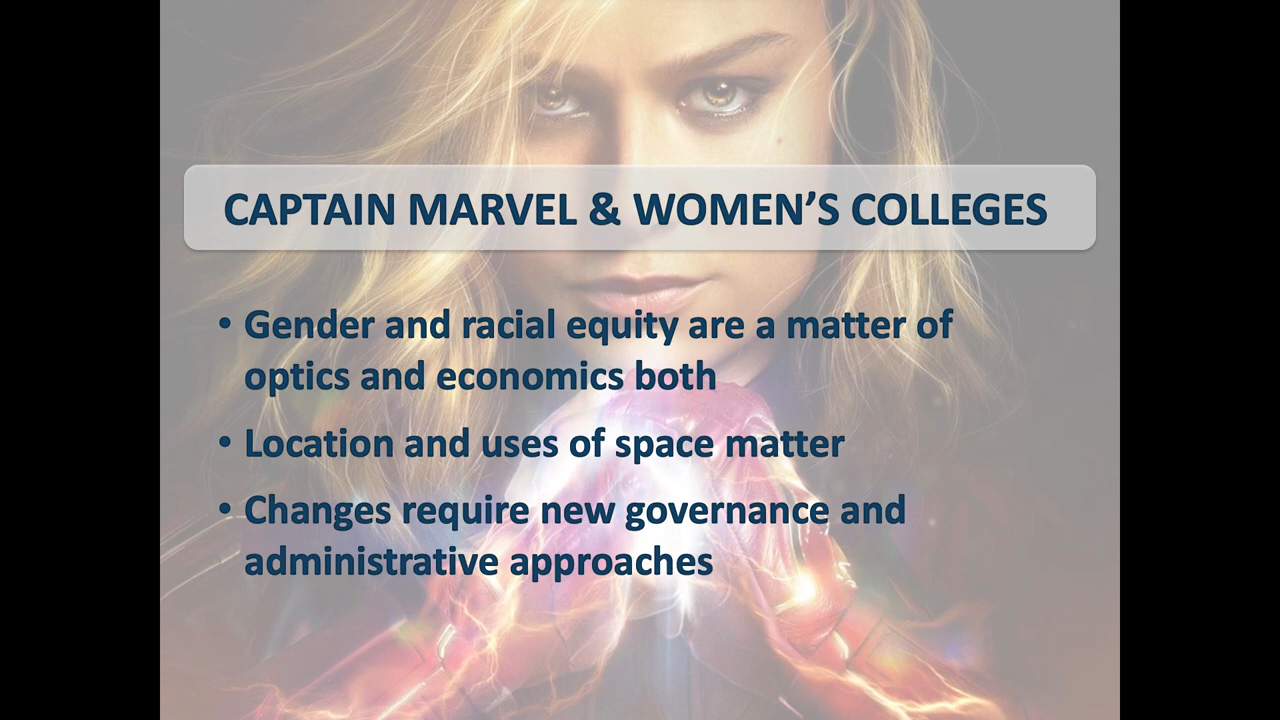 CAPTAIN MARVEL & WOMEN’S COLLEGES
• Gender and racial equity are a matter of
optics and economics both
• Location and uses of space matter
• Changes require new governance and
administrative approaches